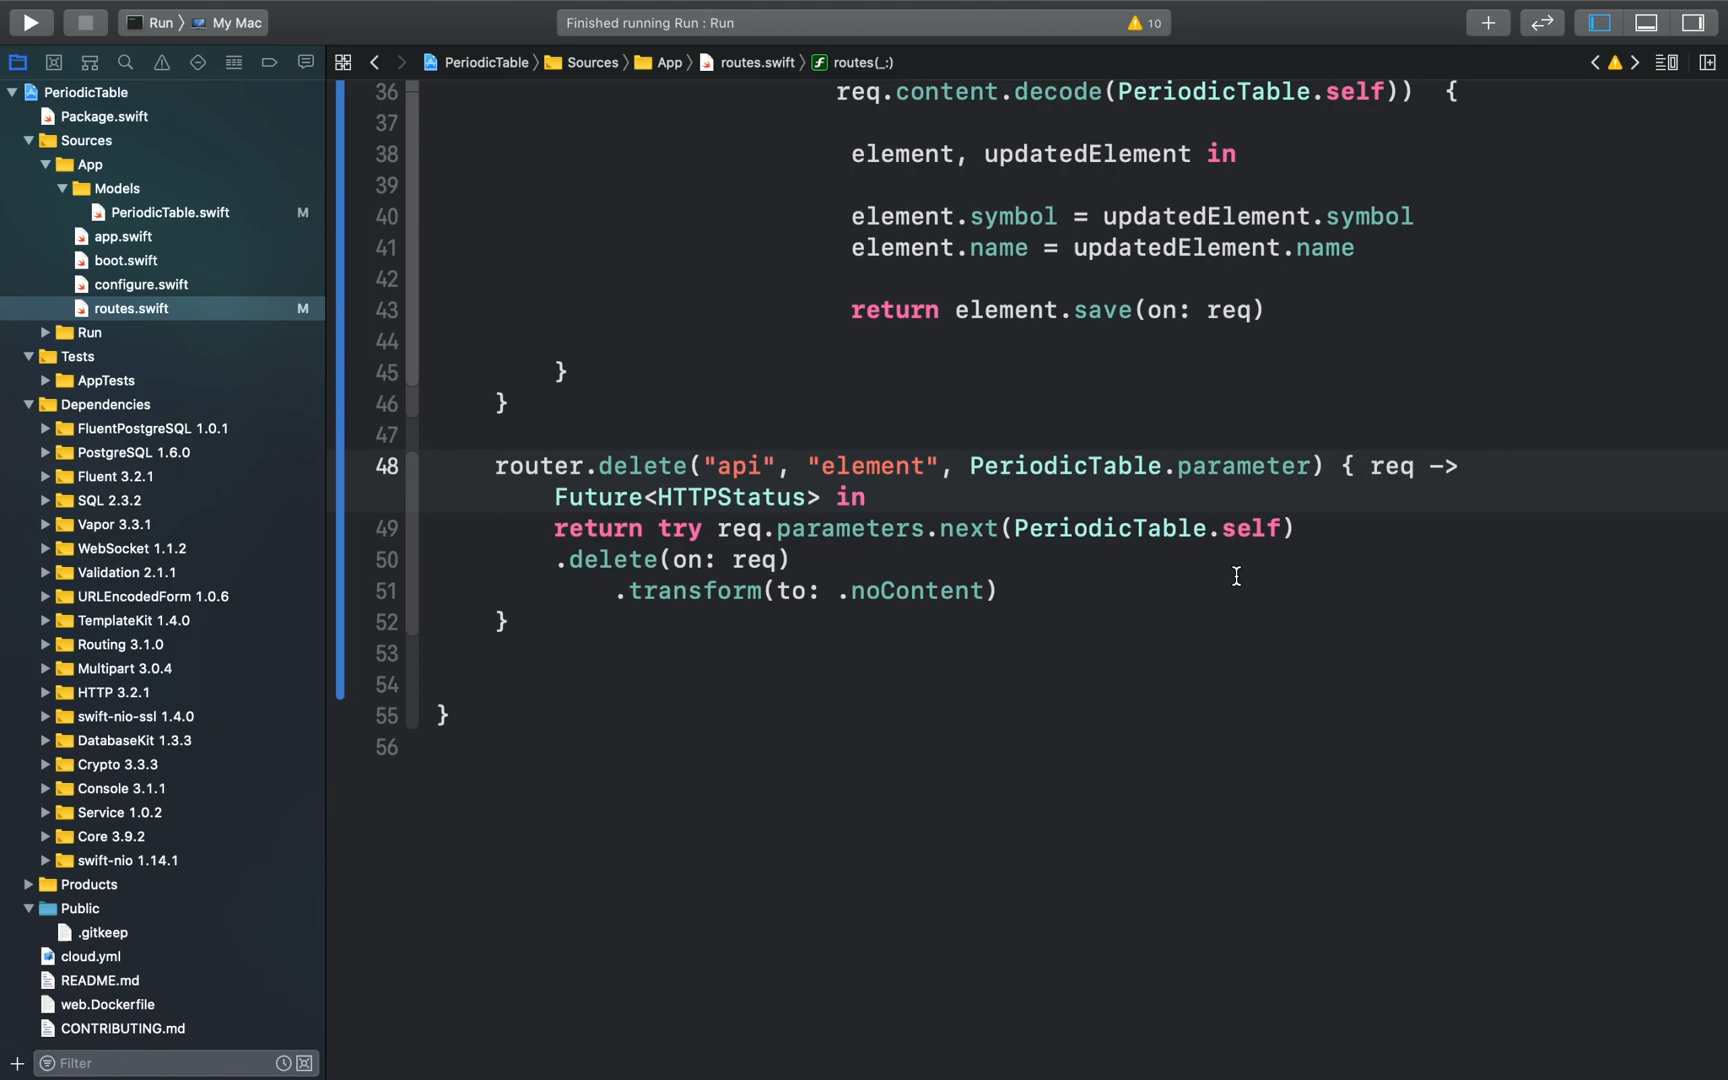 Run
My Mac
Finished running Run : Run
10
PeriodicTable
Sources
App
routes.swift
routes(_:)
PeriodicTable
Package.swift
Sources
App
Models
PeriodicTable.swift M
app.swift
boot.swift
configure.swift
routes.swift M
Run
Tests
AppTests
Dependencies
FluentPostgreSQL 1.0.1
PostgreSQL 1.6.0
Fluent 3.2.1
SQL 2.3.2
Vapor 3.3.1
WebSocket 1.1.2
Validation 2.1.1
URLEncodedForm 1.0.6
TemplateKit 1.4.0
Routing 3.1.0
Multipart 3.0.4
HTTP 3.2.1
swift-nio-ssl 1.4.0
DatabaseKit 1.3.3
Crypto 3.3.3
Console 3.1.1
Service 1.0.2
Core 3.9.2
swift-nio 1.14.1
Products
Public
.gitkeep
cloud.yml
README.md
web.Dockerfile
CONTRIBUTING.md
Filter
36 req.content.decode(PeriodicTable.self)) {
37
38 element, updatedElement in
39
40 element.symbol = updatedElement.symbol
41 element.name = updatedElement.name
42
43 return element.save(on: req)
44
45 }
46 }
47
48 router.delete("api", "element", PeriodicTable.parameter) { req ->
Future<HTTPStatus> in
49 return try req.parameters.next(PeriodicTable.self)
50 .delete(on: req)
51 .transform(to: .noContent)
52 }
53
54
55 }
56